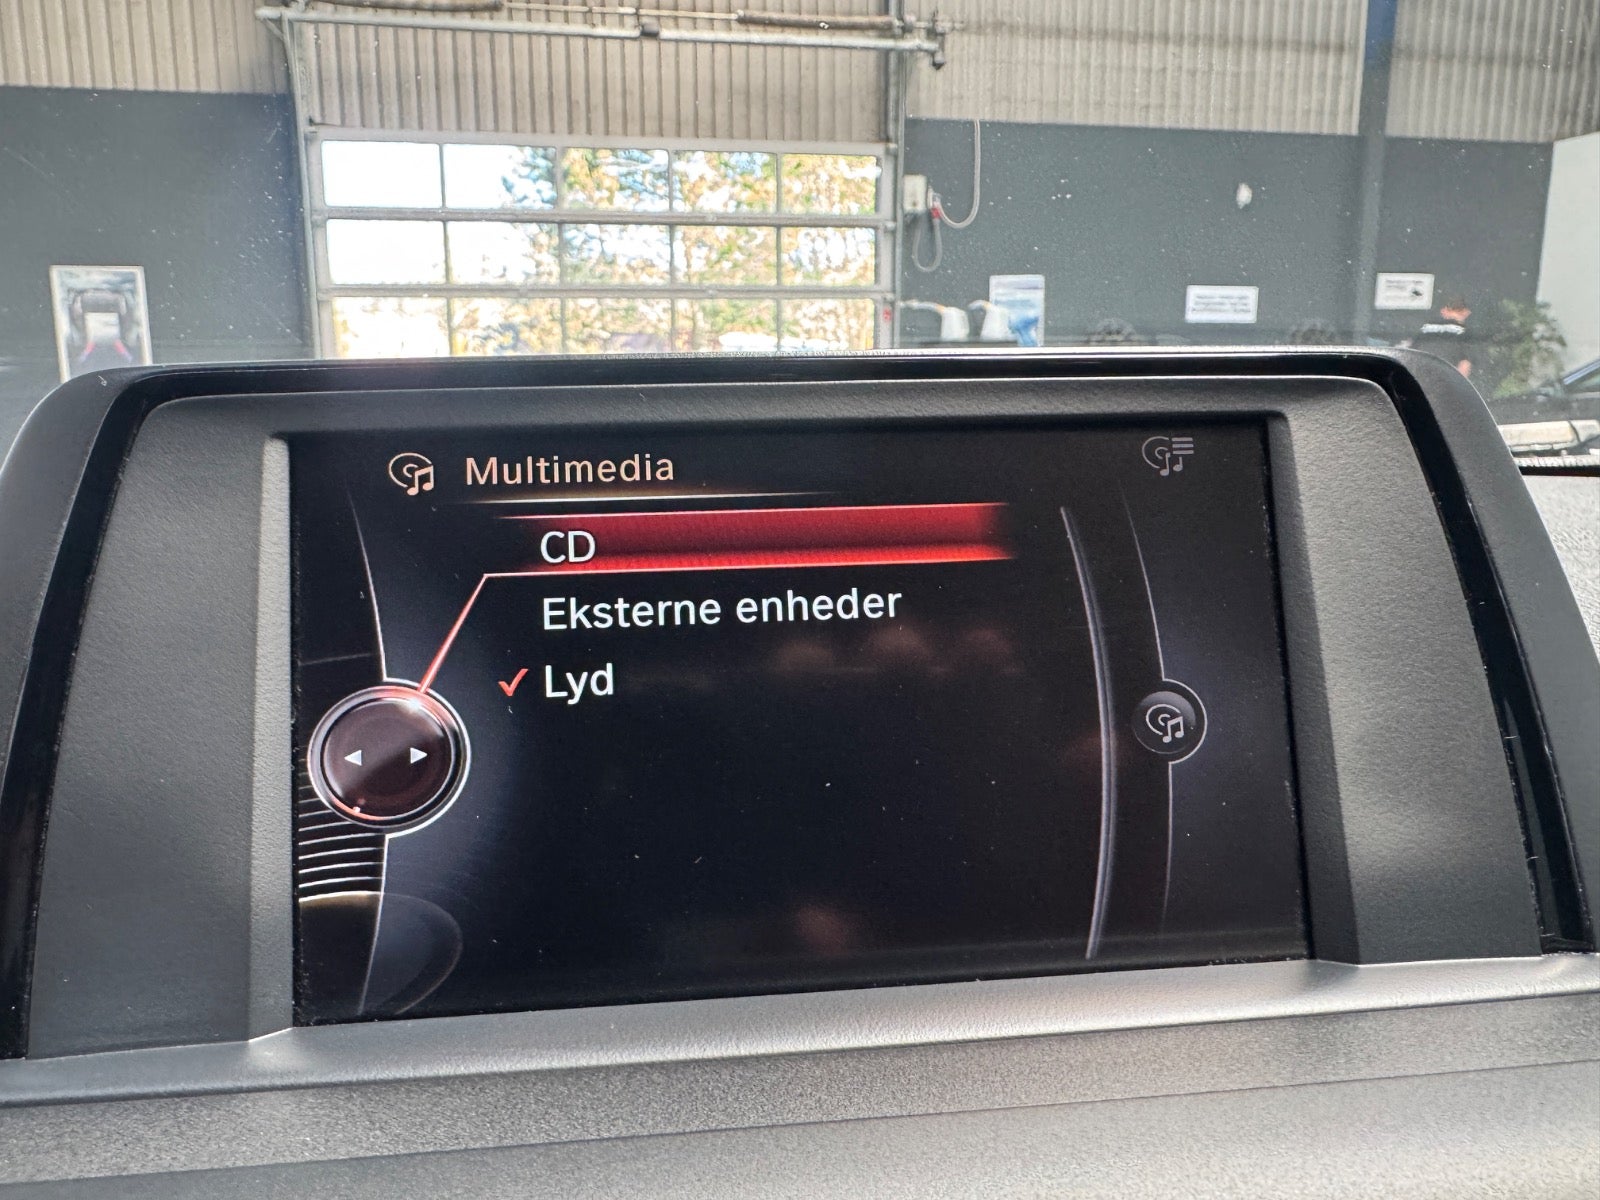 Multimedia
CD
Eksterne enheder
Lyd